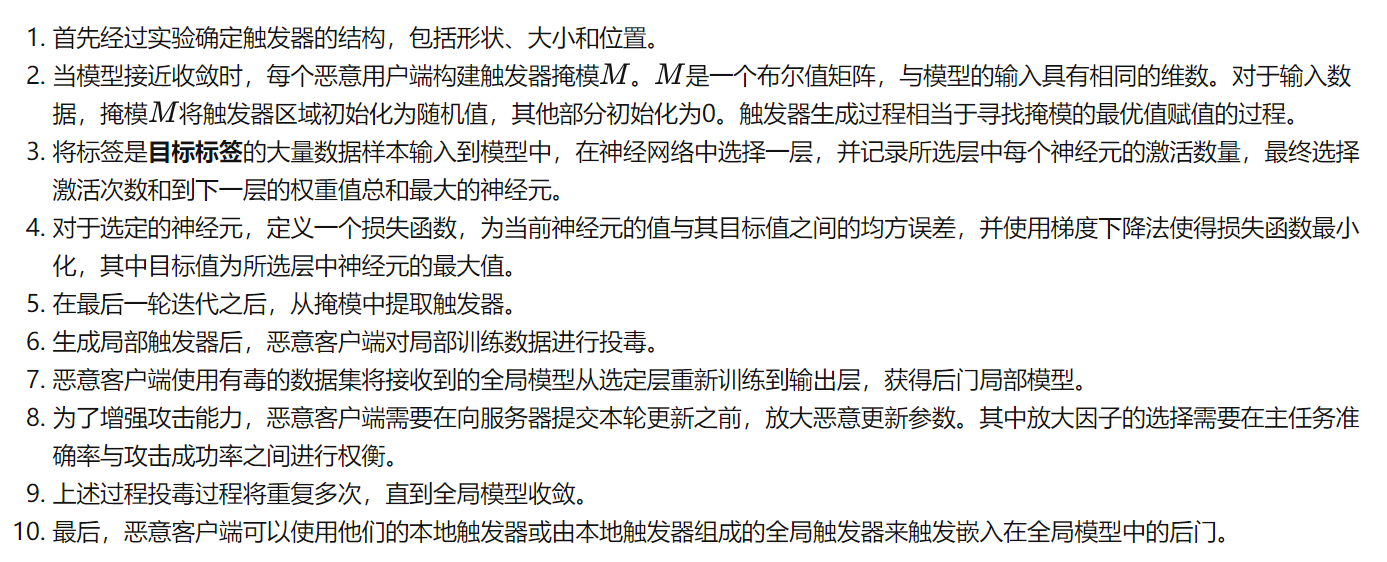 1. 首先经过实验确定触发器的结构，包括形状、大小和位置。
2. 当模型接近收敛时，每个恶意用户端构建触发器掩模M。M是一个布尔值矩阵，与模型的输入具有相同的维数。对于输入数
据，掩模M将触发器区域初始化为随机值，其他部分初始化为0。触发器生成过程相当于寻找掩模的最优值赋值的过程。
3. 将标签是目标标签的大量数据样本输入到模型中，在神经网络中选择一层，并记录所选层中每个神经元的激活数量，最终选择
激活次数和到下一层的权重值总和最大的神经元。
4. 对于选定的神经元，定义一个损失函数，为当前神经元的值与其目标值之间的均方误差，并使用梯度下降法使得损失函数最小
化，其中目标值为所选层中神经元的最大值。
5. 在最后一轮迭代之后，从掩模中提取触发器。
6. 生成局部触发器后，恶意客户端对局部训练数据进行投毒。
7. 恶意客户端使用有毒的数据集将接收到的全局模型从选定层重新训练到输出层，获得后门局部模型。
8. 为了增强攻击能力，恶意客户端需要在向服务器提交本轮更新之前，放大恶意更新参数。其中放大因子的选择需要在主任务准
确率与攻击成功率之间进行权衡。
9. 上述过程投毒过程将重复多次，直到全局模型收敛。
10. 最后，恶意客户端可以使用他们的本地触发器或由本地触发器组成的全局触发器来触发嵌入在全局模型中的后门。